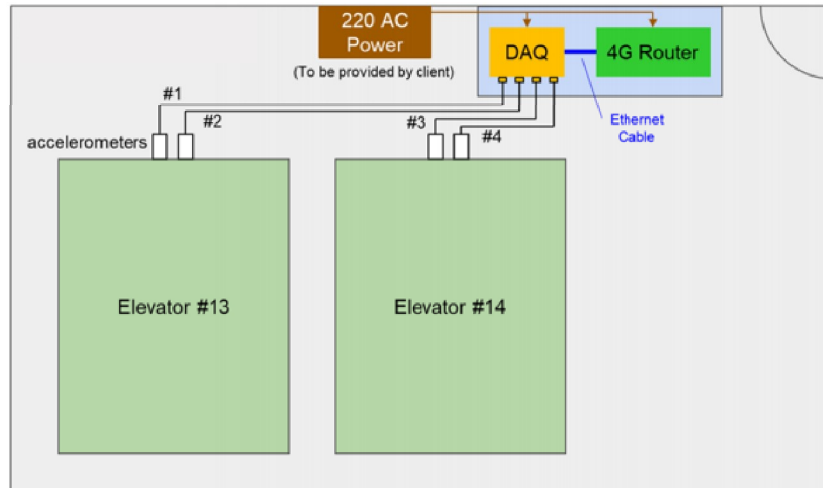 220 AC
Power
(To be provided by client)
DAQ
4G Router
Ethernet
Cable
#1
#2
#3
#4
accelerometers
Elevator #13
Elevator #14